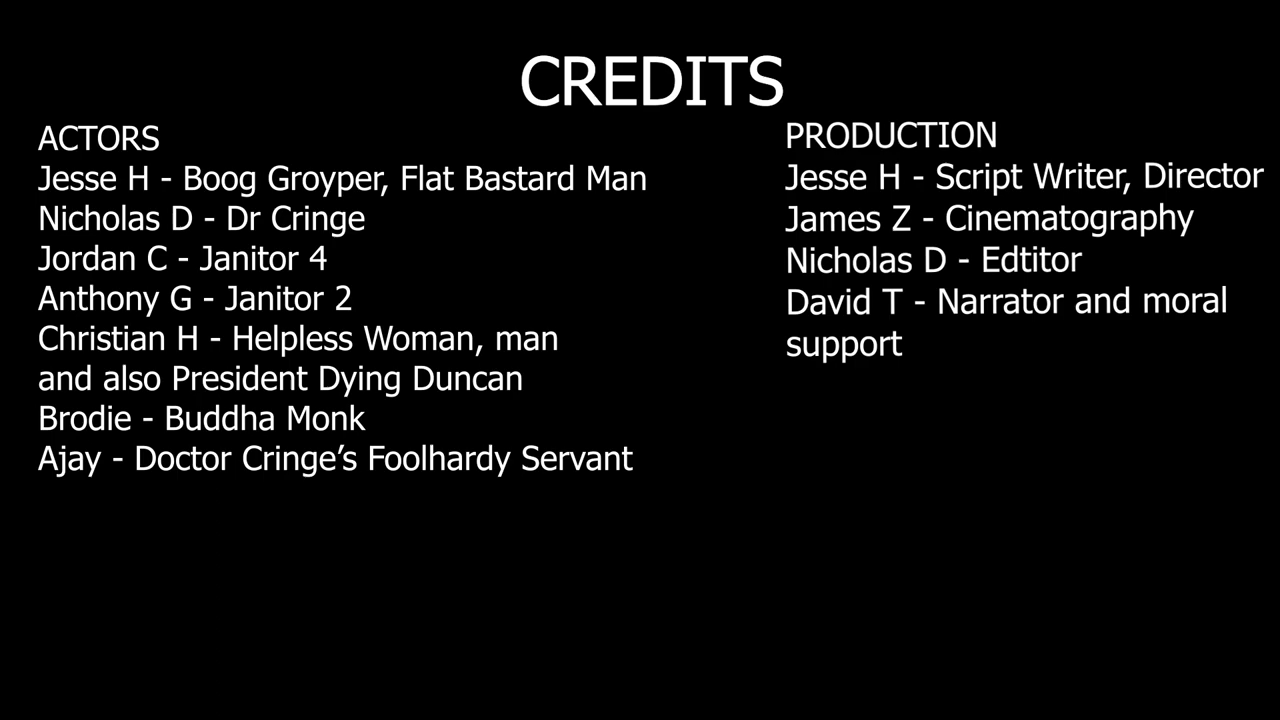 CREDITS
ACTORS
Jesse H - Boog Groyper, Flat Bastard Man
Nicholas D - Dr Cringe
Jordan C - Janitor 4
Anthony G - Janitor 2
Christian H - Helpless Woman, man
and also President Dying Duncan
Brodie - Buddha Monk
Ajay - Doctor Cringe’s Foolhardy Servant
PRODUCTION
Jesse H - Script Writer, Director
James Z - Cinematography
Nicholas D - Edtitor
David T - Narrator and moral
support